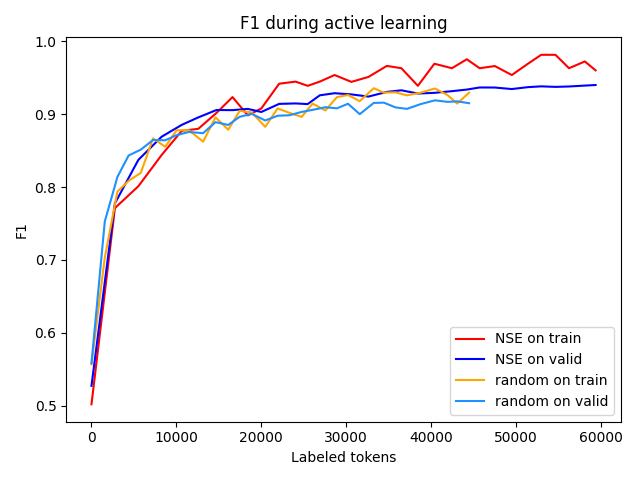 F1 during active learning
1.0
0.9
0.8
0.7
0.6
0.5
F1
0
10000
20000
30000
40000
50000
60000
Labeled tokens
NSE on train
NSE on valid
random on train
random on valid